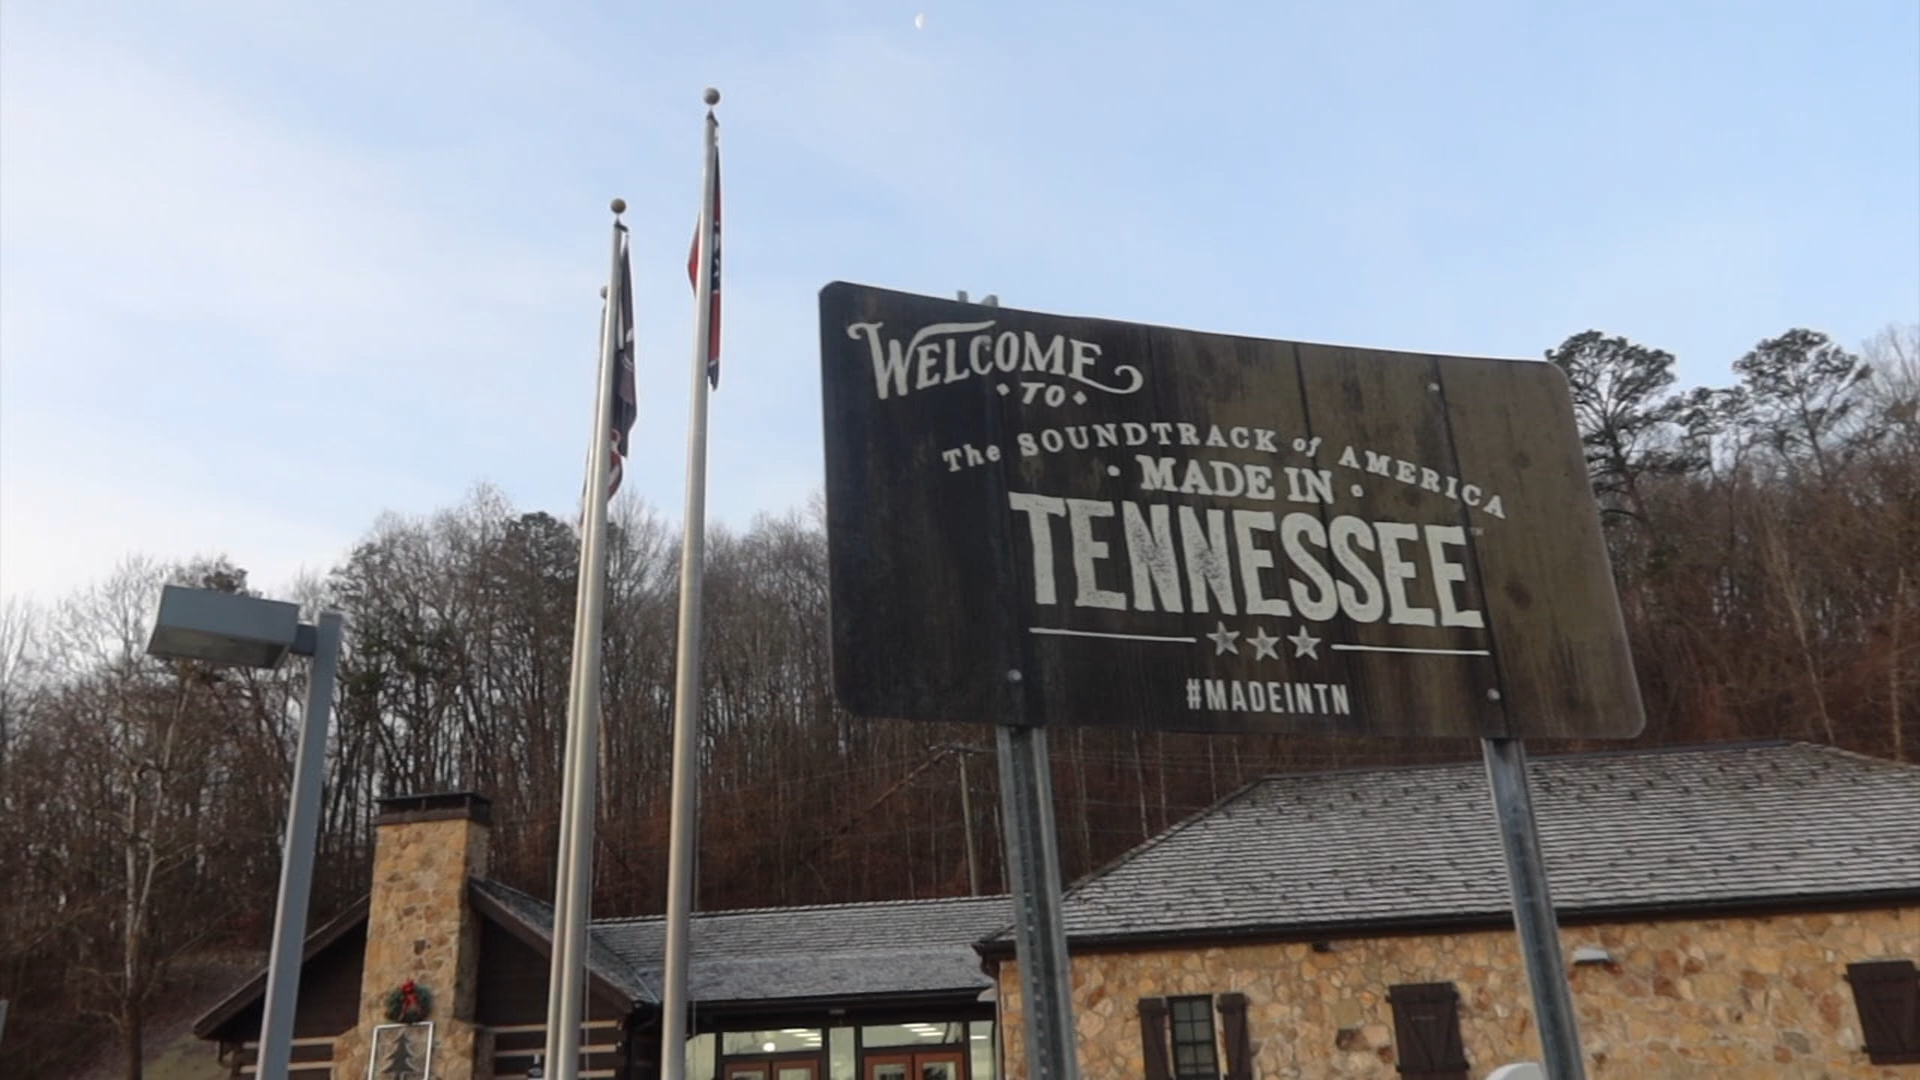 WELCOME
• TO •
The SOUNDTRACK of AMERICA
• MADE IN •
TENNESSEE
#MADEINTN